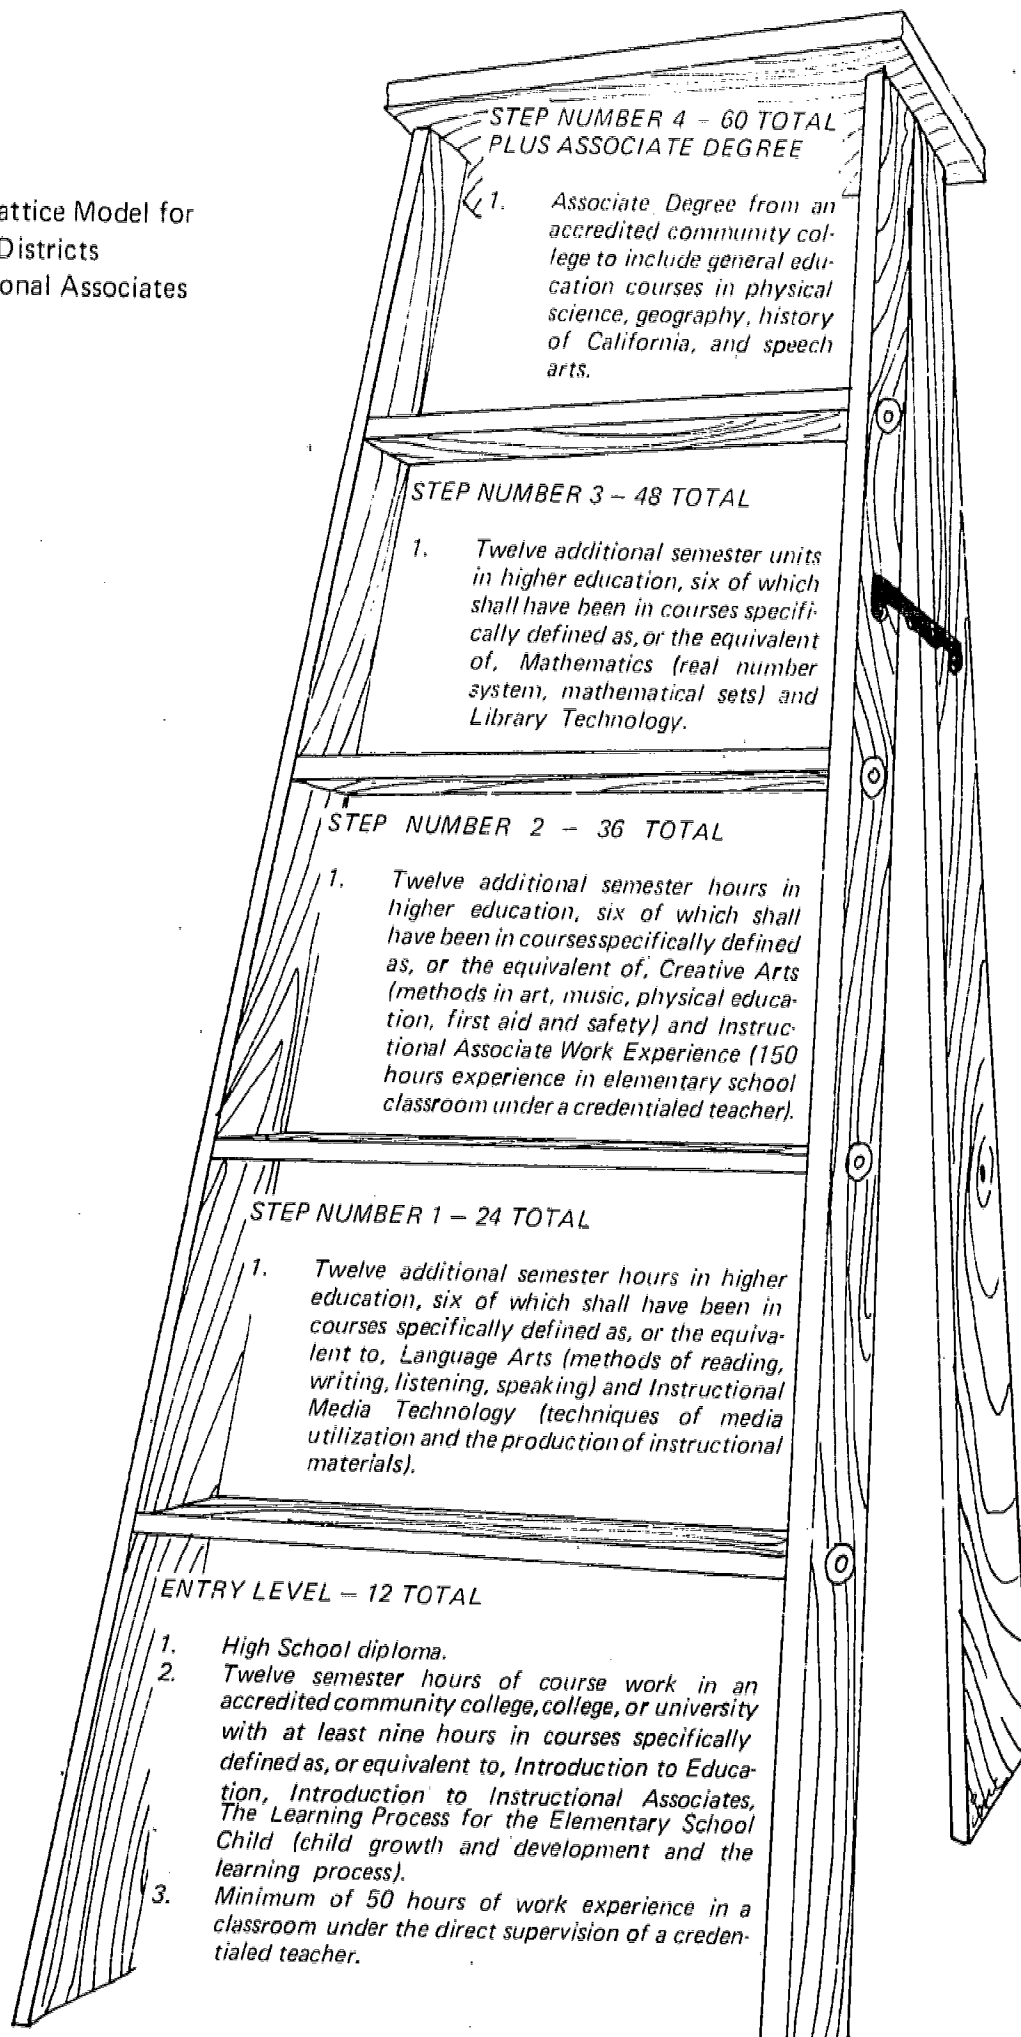 attice Model for
Districts
onal Associates
STEP NUMBER 4 – 60 TOTAL
PLUS ASSOCIATE DEGREE
1. Associate Degree from an
accredited community col-
lege to include general edu-
cation courses in physical
science, geography, history
of California, and speech
arts.
STEP NUMBER 3 – 48 TOTAL
1. Twelve additional semester units
in higher education, six of which
shall have been in courses specifi-
cally defined as, or the equivalent
of, Mathematics (real number
system, mathematical sets) and
Library Technology.
STEP NUMBER 2 – 36 TOTAL
1. Twelve additional semester hours in
higher education, six of which shall
have been in courses specifically defined
as, or the equivalent of, Creative Arts
(methods in art, music, physical educa-
tion, first aid and safety) and Instruc-
tional Associate Work Experience (150
hours experience in elementary school
classroom under a credentialed teacher).
STEP NUMBER 1 – 24 TOTAL
1. Twelve additional semester hours in higher
education, six of which shall have been in
courses specifically defined as, or the equiva-
lent to, Language Arts (methods of reading,
writing, listening, speaking) and Instructional
Media Technology (techniques of media
utilization and the production of instructional
materials).
ENTRY LEVEL – 12 TOTAL
1. High School diploma.
2. Twelve semester hours of course work in an
accredited community college, college, or university
with at least nine hours in courses specifically
defined as, or equivalent to, Introduction to Educa-
tion, Introduction to Instructional Associates,
The Learning Process for the Elementary School
Child (child growth and development and the
learning process).
3. Minimum of 50 hours of work experience in a
classroom under the direct supervision of a creden-
tialed teacher.